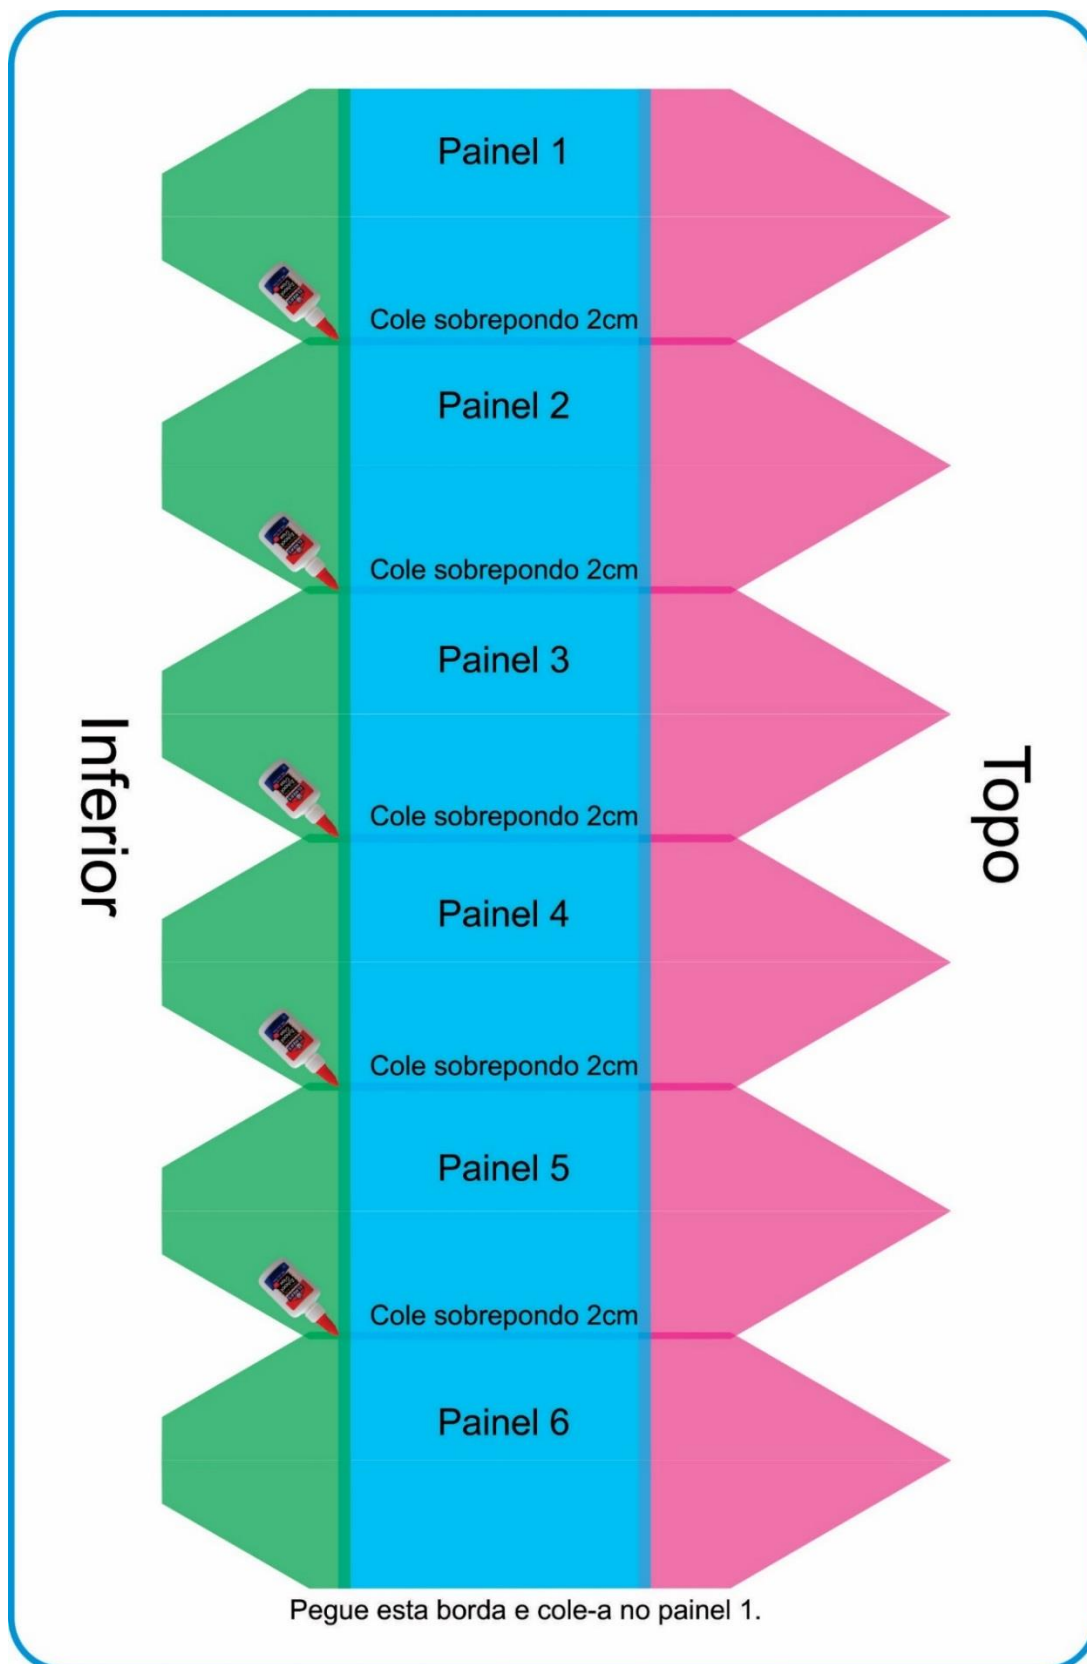 Painel 1
Cole sobrepondo 2cm
Painel 2
Cole sobrepondo 2cm
Painel 3
Inferior
Topo
Cole sobrepondo 2cm
Painel 4
Cole sobrepondo 2cm
Painel 5
Cole sobrepondo 2cm
Painel 6
Pegue esta borda e cole-a no painel 1.